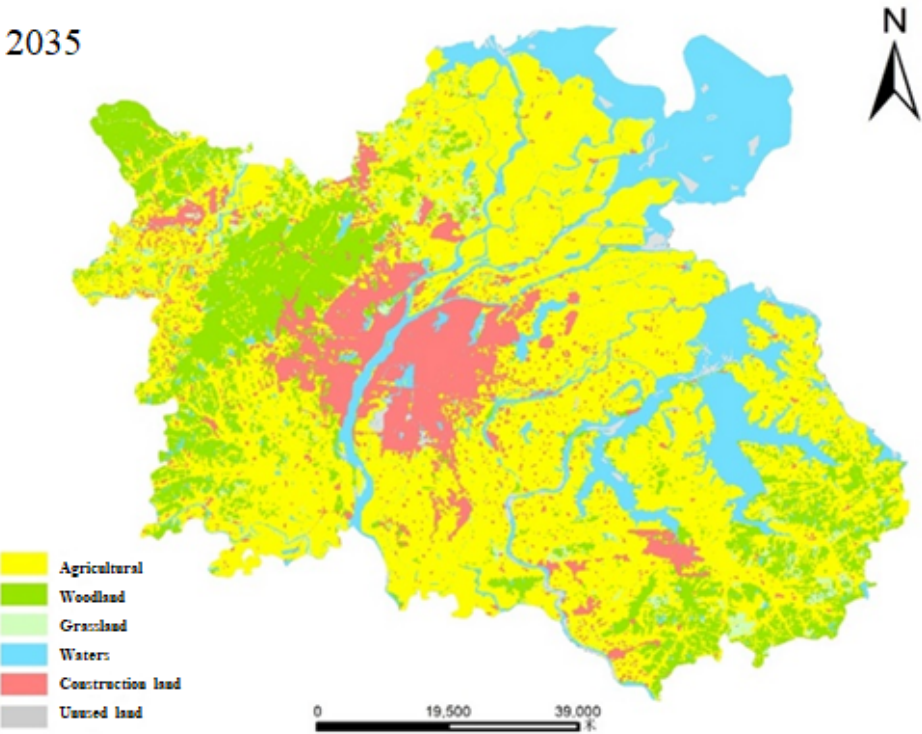 2035
N
Agricultural
Woodland
Grassland
Waters
Construction land
Unused land
0 19,500 39,000
米